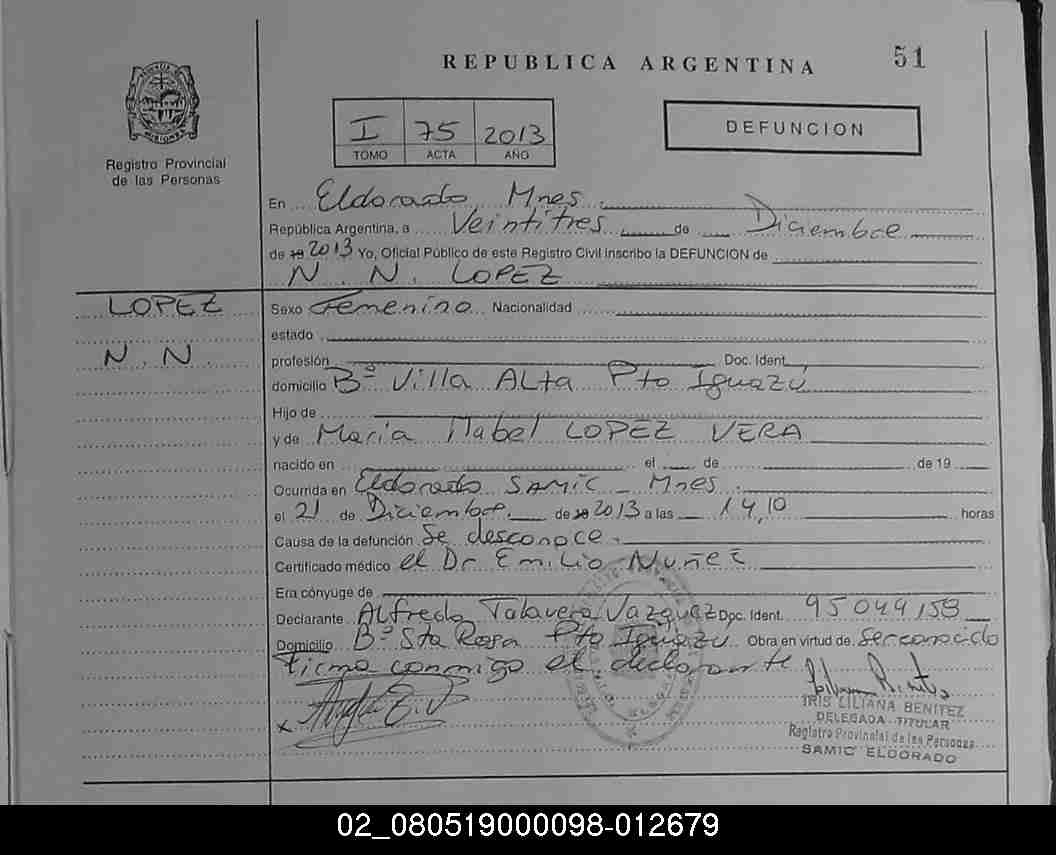 REPUBLICA ARGENTINA
51
Registro Provincial
de las Personas
I 75 2013
TOMO ACTA AÑO
DEFUNCION
En Eldorado, Mnes.
República Argentina, a Veintitres de Diciembre
de 19 2013 Yo, Oficial Público de este Registro Civil inscribo la DEFUNCION de
N. N. LOPEZ
LOPEZ
N. N.
Sexo Femenino Nacionalidad
estado
profesión Doc. Ident.
domicilio Bº Villa Alta Pto Iguazú
Hijo de
y de Maria Mabel LOPEZ VERA
nacido en el de de 19
Ocurrida en Eldorado SAMIC - Mnes.
el 21 de Diciembre de 2013 a las 14,10 horas
Causa de la defunción Se desconoce.
Certificado médico el Dr. Emilio Nuñez
Era cónyuge de
Declarante Alfredo Talavera Vazquez Doc. Ident. 95044158
Domicilio Bº Sta Rosa Pto Iguazu Obra en virtud de ser conocido
firma conmigo el declarante
IRIS LILIANA BENITEZ
DELEGADA TITULAR
Registro Provincial de las Personas
SAMIC ELDORADO
02_080519000098-012679